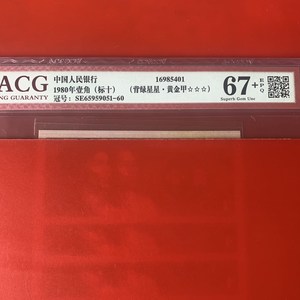 ACG
NG GUARANTY
中国人民银行
1980年壹角（标十）
冠号：SE65959051-60
16985401
（背绿星星·黄金甲☆☆☆）
67+
EPQ
Superb Gem Unc